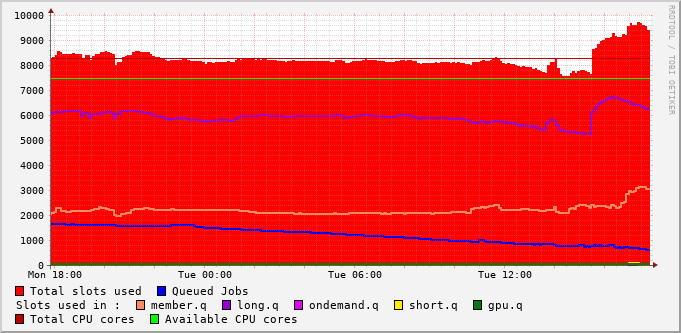 10000
9000
8000
7000
6000
5000
4000
3000
2000
1000
0
Mon 18:00 Tue 00:00 Tue 06:00 Tue 12:00
RRDTOOL / TOBI OETIKER
Total slots used Queued Jobs
Slots used in : member.q long.q ondemand.q short.q gpu.q
Total CPU cores Available CPU cores